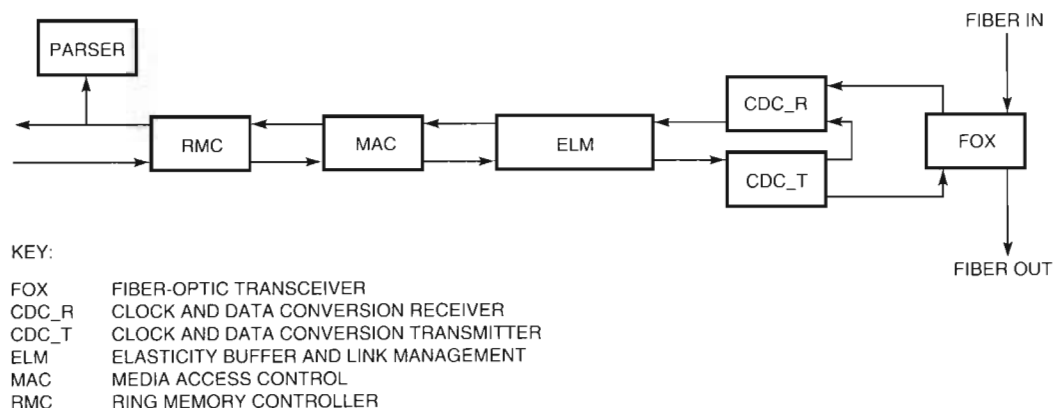 FIBER IN
PARSER
CDC_R
RMC
MAC
ELM
FOX
CDC_T
FIBER OUT
KEY:
FOX FIBER-OPTIC TRANSCEIVER
CDC_R CLOCK AND DATA CONVERSION RECEIVER
CDC_T CLOCK AND DATA CONVERSION TRANSMITTER
ELM ELASTICITY BUFFER AND LINK MANAGEMENT
MAC MEDIA ACCESS CONTROL
RMC RING MEMORY CONTROLLER